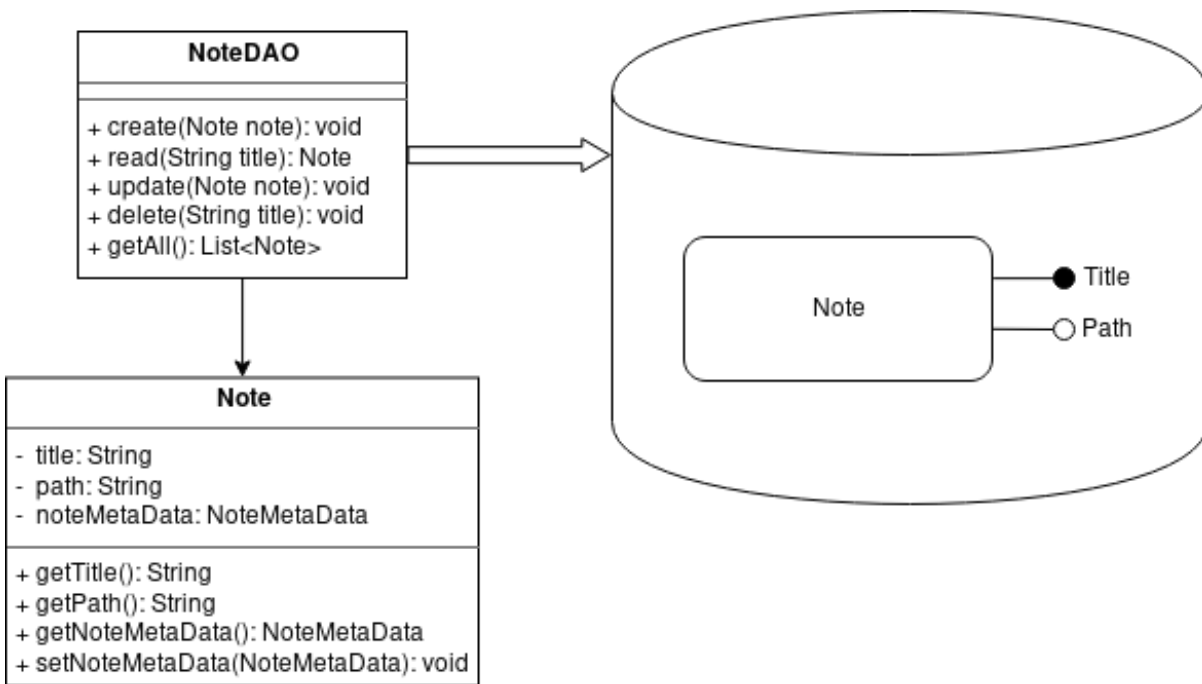 NoteDAO
+ create(Note note): void
+ read(String title): Note
+ update(Note note): void
+ delete(String title): void
+ getAll(): List<Note>
Note
- title: String
- path: String
- noteMetaData: NoteMetaData
+ getTitle(): String
+ getPath(): String
+ getNoteMetaData(): NoteMetaData
+ setNoteMetaData(NoteMetaData): void
Note
Title
Path